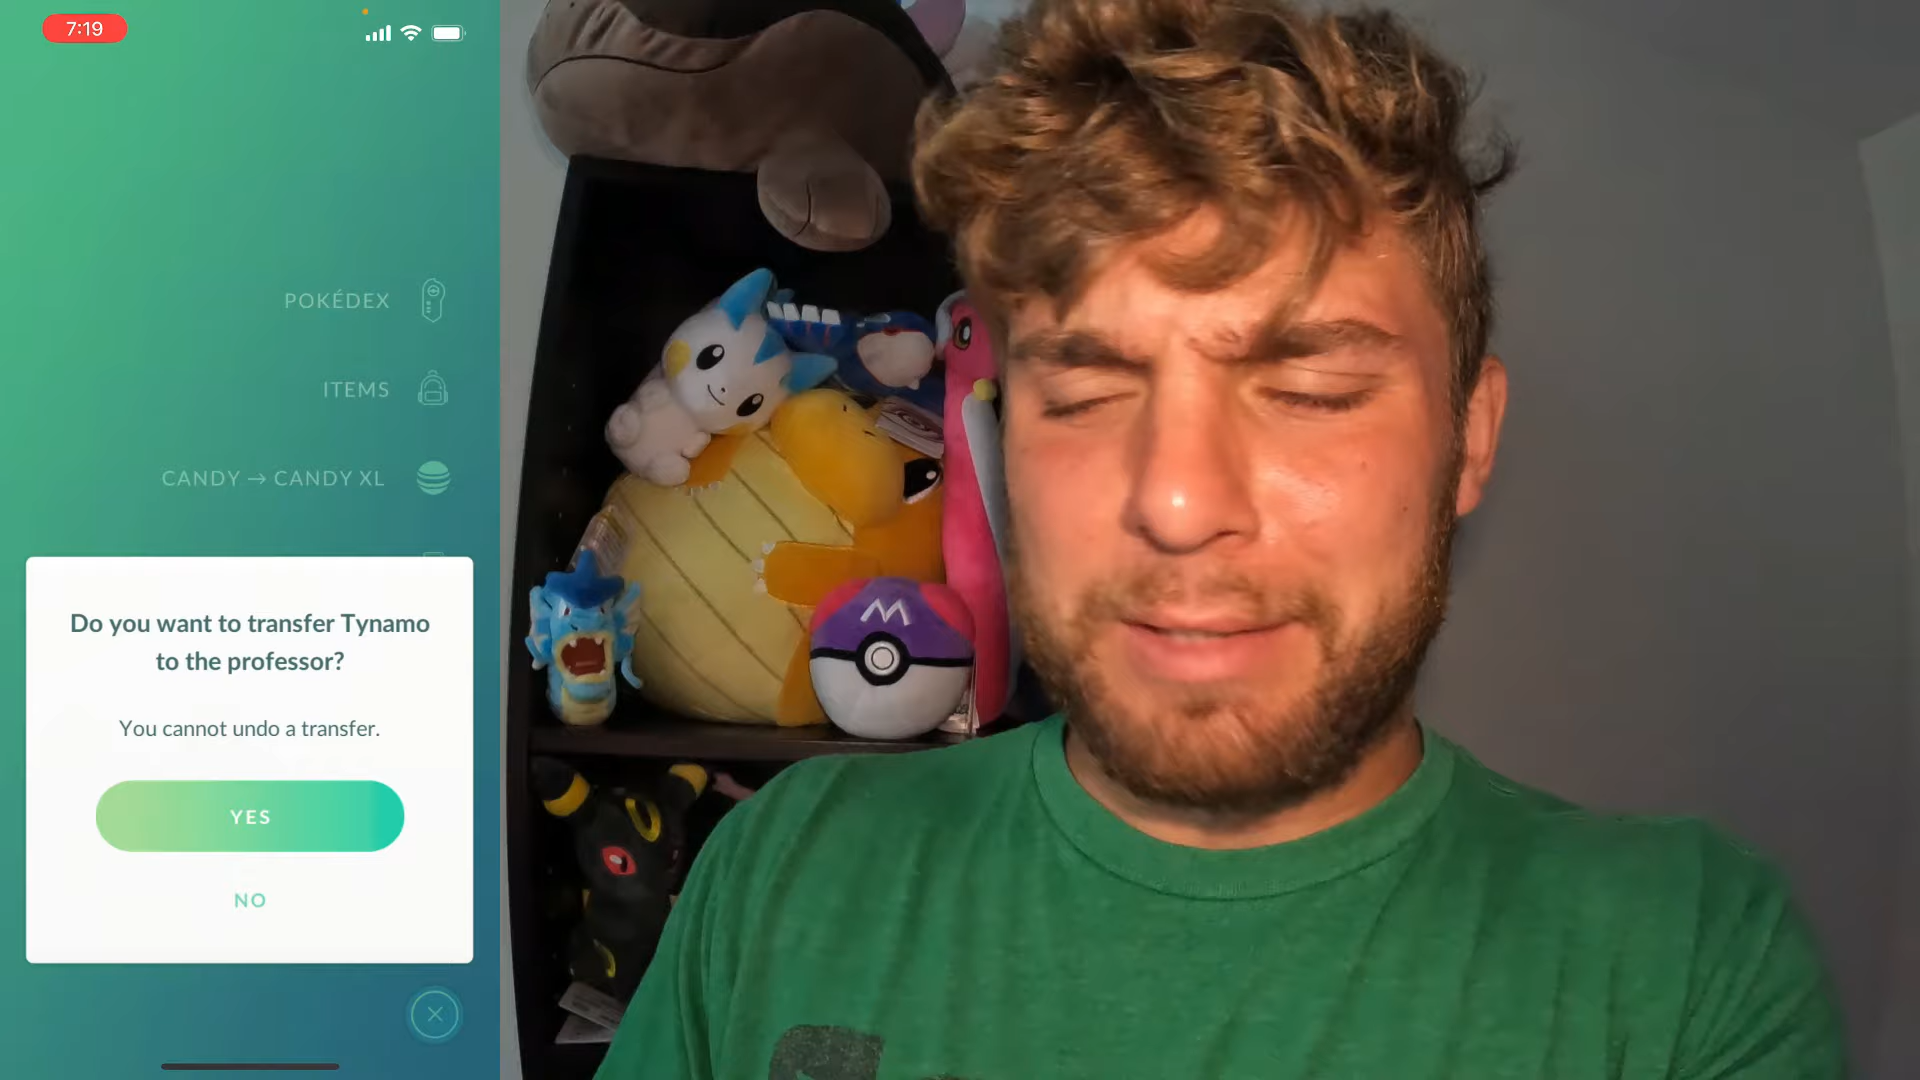 7:19
POKÉDEX
ITEMS
CANDY → CANDY XL
Do you want to transfer Tynamo
to the professor?
You cannot undo a transfer.
YES
NO
M